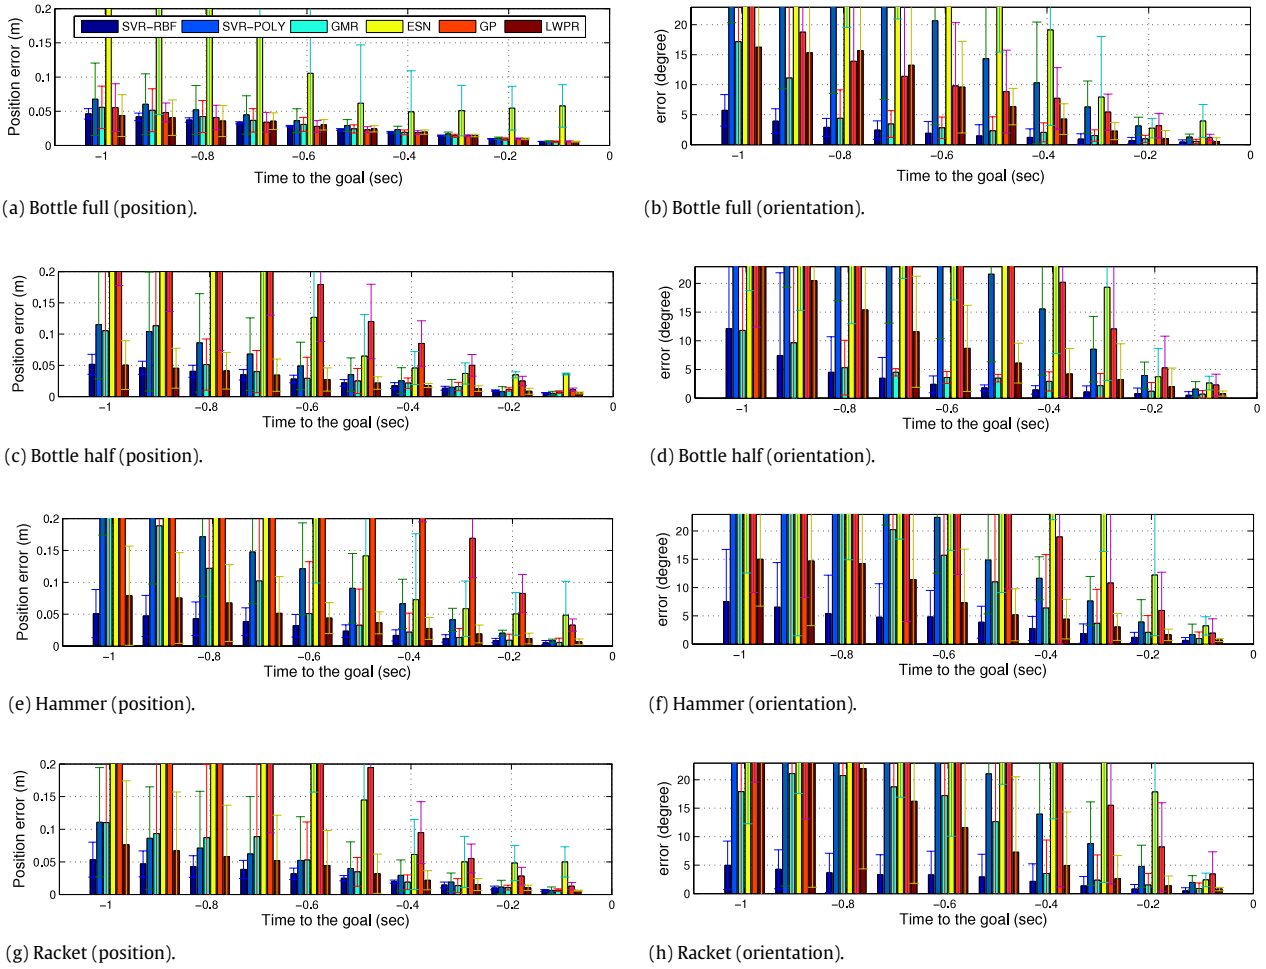 SVR-RBF SVR-POLY GMR ESN GP LWPR
Position error (m)
0.2
0.15
0.1
0.05
0
−1 −0.8 −0.6 −0.4 −0.2 0
Time to the goal (sec)
(a) Bottle full (position).
error (degree)
20
15
10
5
0
−1 −0.8 −0.6 −0.4 −0.2 0
Time to the goal (sec)
(b) Bottle full (orientation).
Position error (m)
0.2
0.15
0.1
0.05
0
−1 −0.8 −0.6 −0.4 −0.2 0
Time to the goal (sec)
(c) Bottle half (position).
error (degree)
20
15
10
5
0
−1 −0.8 −0.6 −0.4 −0.2 0
Time to the goal (sec)
(d) Bottle half (orientation).
Position error (m)
0.2
0.15
0.1
0.05
0
−1 −0.8 −0.6 −0.4 −0.2 0
Time to the goal (sec)
(e) Hammer (position).
error (degree)
20
15
10
5
0
−1 −0.8 −0.6 −0.4 −0.2 0
Time to the goal (sec)
(f) Hammer (orientation).
Position error (m)
0.2
0.15
0.1
0.05
0
−1 −0.8 −0.6 −0.4 −0.2 0
Time to the goal (sec)
(g) Racket (position).
error (degree)
20
15
10
5
0
−1 −0.8 −0.6 −0.4 −0.2 0
Time to the goal (sec)
(h) Racket (orientation).